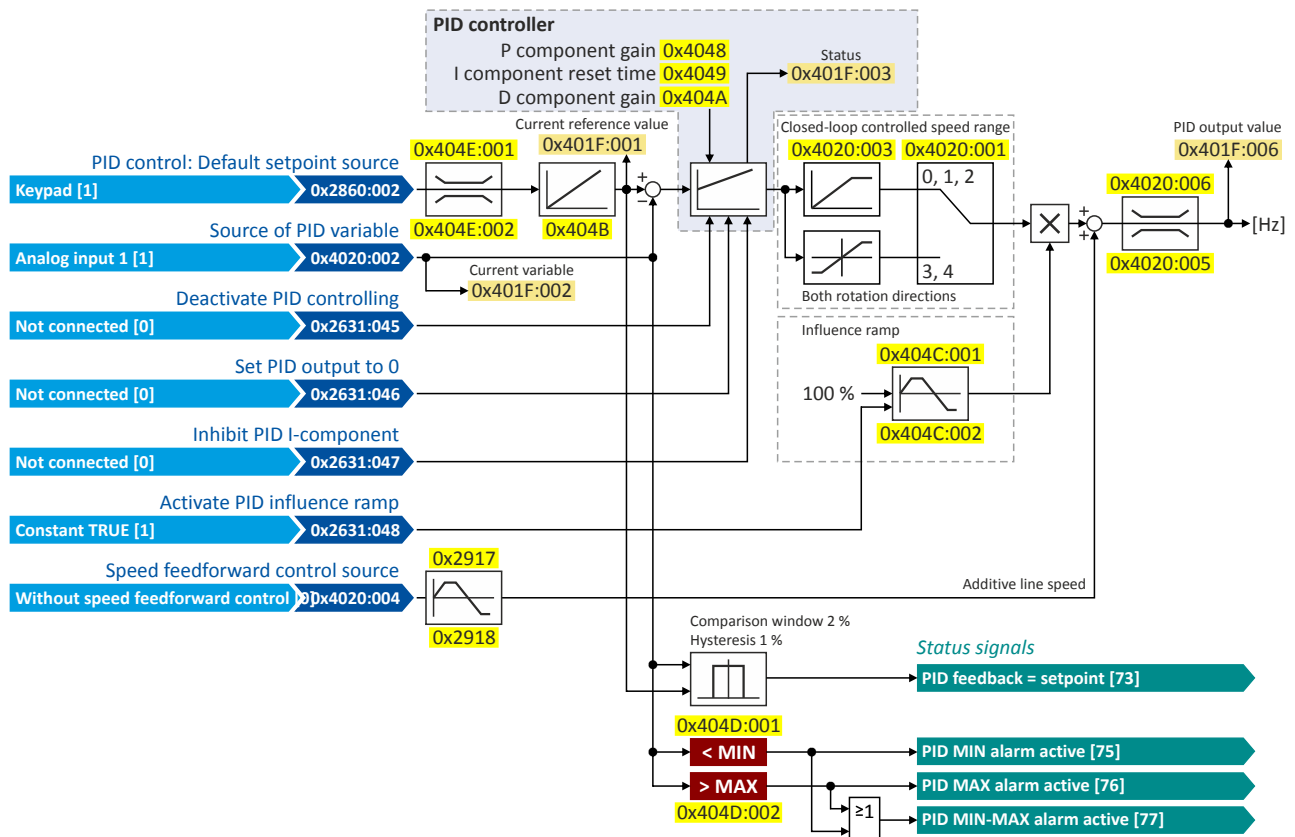 PID controller
P component gain 0x4048
I component reset time 0x4049
D component gain 0x404A
Status
0x401F:003
Current reference value
0x401F:001
Closed-loop controlled speed range
0x4020:003 0x4020:001
0, 1, 2
3, 4
Both rotation directions
PID output value
0x401F:006
0x4020:006
0x4020:005
[Hz]
0x404E:001
0x404E:002
0x404B
+
−
+
+
PID control: Default setpoint source
Keypad [1] 0x2860:002
Source of PID variable
Analog input 1 [1] 0x4020:002
Current variable
0x401F:002
Deactivate PID controlling
Not connected [0] 0x2631:045
Set PID output to 0
Not connected [0] 0x2631:046
Inhibit PID I-component
Not connected [0] 0x2631:047
Influence ramp
0x404C:001
100 %
0x404C:002
Activate PID influence ramp
Constant TRUE [1] 0x2631:048
Speed feedforward control source
Without speed feedforward control [0] 0x4020:004
0x2917
0x2918
Additive line speed
Comparison window 2 %
Hysteresis 1 %
Status signals
PID feedback = setpoint [73]
0x404D:001
< MIN
PID MIN alarm active [75]
> MAX
PID MAX alarm active [76]
0x404D:002
≥1
PID MIN-MAX alarm active [77]